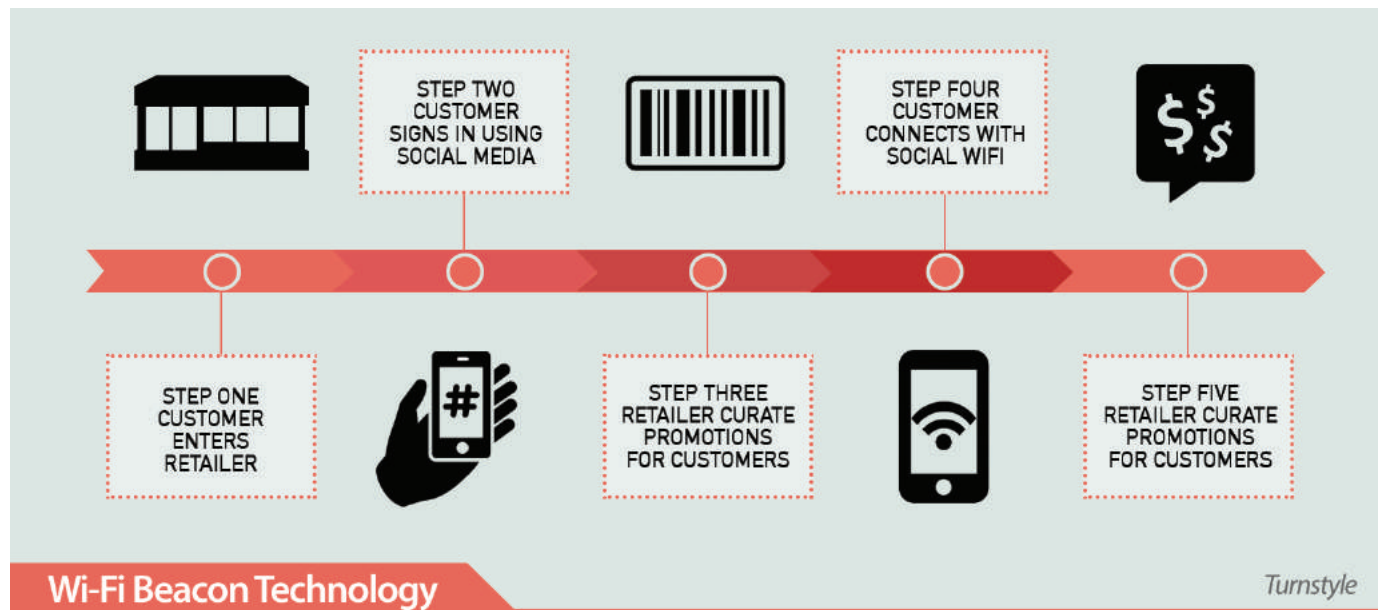 STEP ONE
CUSTOMER
ENTERS
RETAILER
STEP TWO
CUSTOMER
SIGNS IN USING
SOCIAL MEDIA
#
STEP THREE
RETAILER CURATE
PROMOTIONS
FOR CUSTOMERS
STEP FOUR
CUSTOMER
CONNECTS WITH
SOCIAL WIFI
$ $ $
STEP FIVE
RETAILER CURATE
PROMOTIONS
FOR CUSTOMERS
Wi-Fi Beacon Technology
Turnstyle